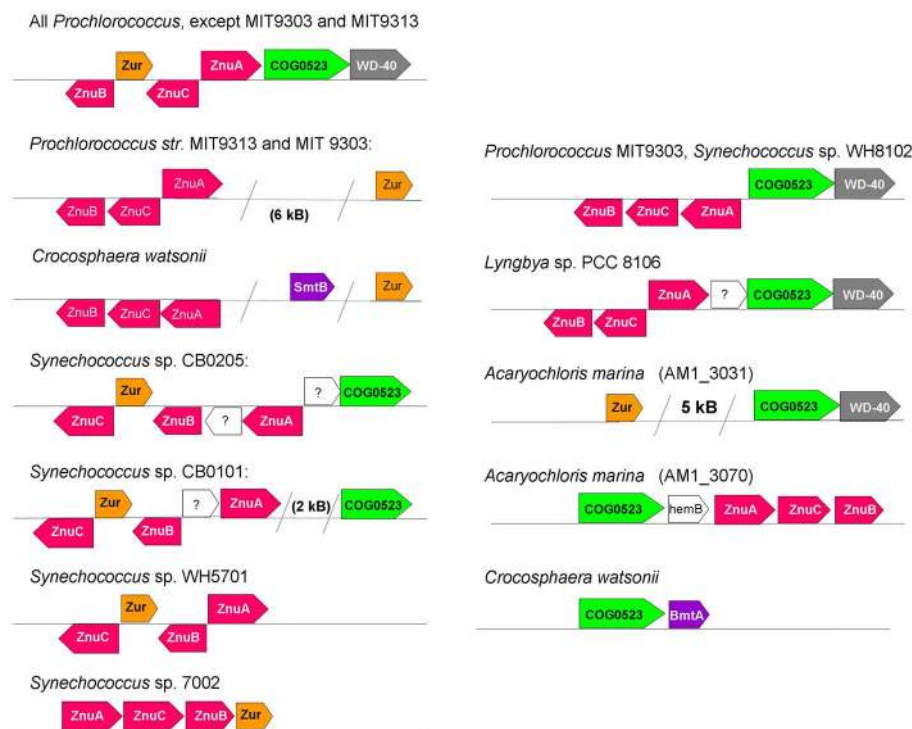 All Prochlorococcus, except MIT9303 and MIT9313
Zur ZnuA COG0523 WD-40
ZnuB ZnuC
Prochlorococcus str. MIT9313 and MIT 9303:
ZnuA Zur
ZnuB ZnuC (6 kB)
Crocosphaera watsonii
SmtB Zur
ZnuB ZnuC ZnuA
Synechococcus sp. CB0205:
Zur ? COG0523
ZnuC ZnuB ? ZnuA
Synechococcus sp. CB0101:
Zur ? ZnuA (2 kB) COG0523
ZnuC ZnuB
Synechococcus sp. WH5701
Zur ZnuA
ZnuC ZnuB
Synechococcus sp. 7002
ZnuA ZnuC ZnuB Zur
Prochlorococcus MIT9303, Synechococcus sp. WH8102
COG0523 WD-40
ZnuB ZnuC ZnuA
Lyngbya sp. PCC 8106
ZnuA ? COG0523 WD-40
ZnuB ZnuC
Acaryochloris marina (AM1_3031)
Zur 5 kB COG0523 WD-40
Acaryochloris marina (AM1_3070)
COG0523 hemB ZnuA ZnuC ZnuB
Crocosphaera watsonii
COG0523 BmtA